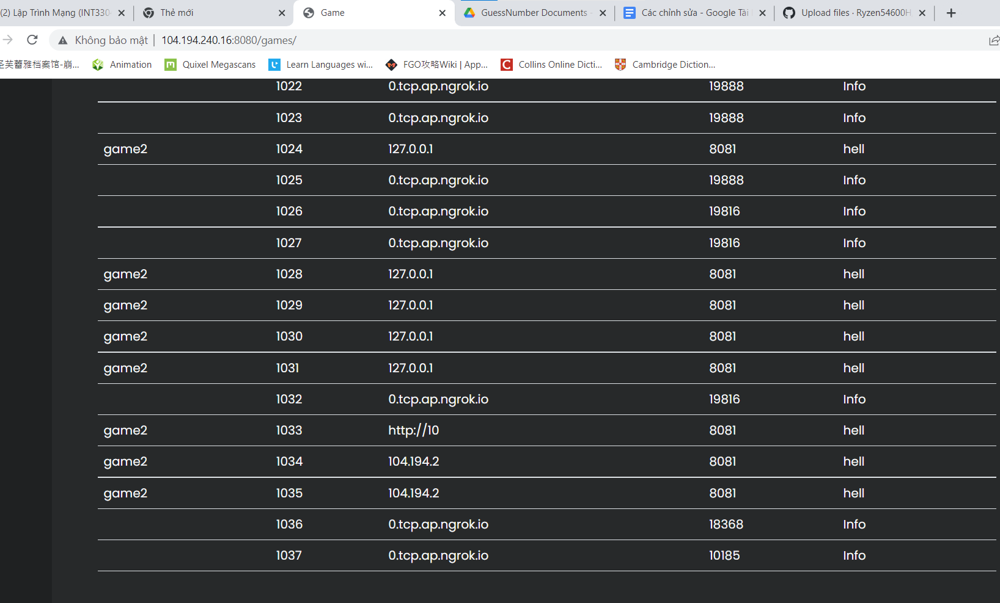 (2) Lập Trình Mạng (INT330
Thẻ mới
Game
GuessNumber Documents -
Các chỉnh sửa - Google Tài
Upload files · Ryzen54600H
Không bảo mật | 104.194.240.16:8080/games/
圣芙蕾雅档案馆-崩...
Animation
Quixel Megascans
Learn Languages wi...
FGO攻略Wiki | App...
Collins Online Dicti...
Cambridge Diction...
1022 0.tcp.ap.ngrok.io 19888 Info
1023 0.tcp.ap.ngrok.io 19888 Info
game2 1024 127.0.0.1 8081 hell
1025 0.tcp.ap.ngrok.io 19888 Info
1026 0.tcp.ap.ngrok.io 19816 Info
1027 0.tcp.ap.ngrok.io 19816 Info
game2 1028 127.0.0.1 8081 hell
game2 1029 127.0.0.1 8081 hell
game2 1030 127.0.0.1 8081 hell
game2 1031 127.0.0.1 8081 hell
1032 0.tcp.ap.ngrok.io 19816 Info
game2 1033 http://10 8081 hell
game2 1034 104.194.2 8081 hell
game2 1035 104.194.2 8081 hell
1036 0.tcp.ap.ngrok.io 18368 Info
1037 0.tcp.ap.ngrok.io 10185 Info